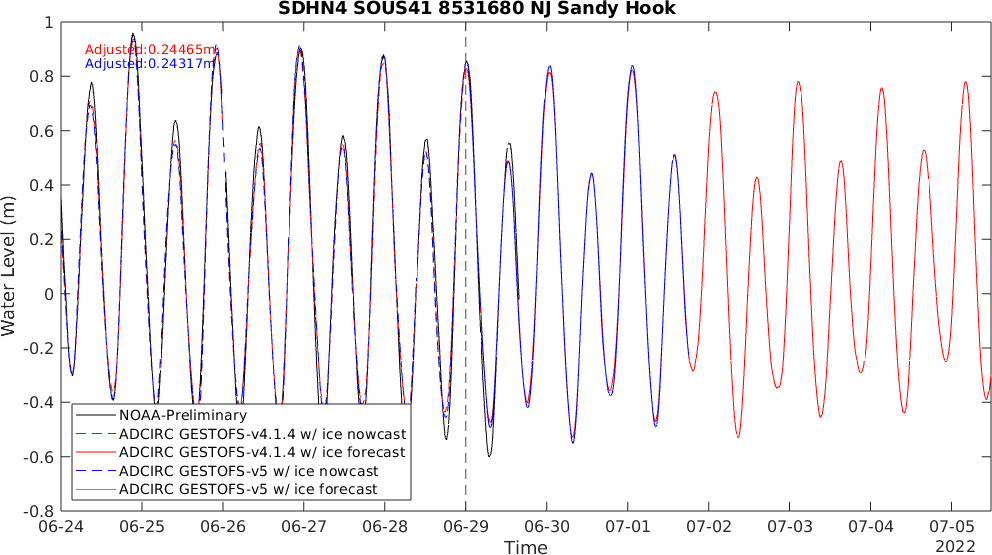 SDHN4 SOUS41 8531680 NJ Sandy Hook
Adjusted:0.24465m
Adjusted:0.24317m
Water Level (m)
1
0.8
0.6
0.4
0.2
0
-0.2
-0.4
-0.6
-0.8
NOAA-Preliminary
ADCIRC GESTOFS-v4.1.4 w/ ice nowcast
ADCIRC GESTOFS-v4.1.4 w/ ice forecast
ADCIRC GESTOFS-v5 w/ ice nowcast
ADCIRC GESTOFS-v5 w/ ice forecast
06-24 06-25 06-26 06-27 06-28 06-29 06-30 07-01 07-02 07-03 07-04 07-05
Time
2022